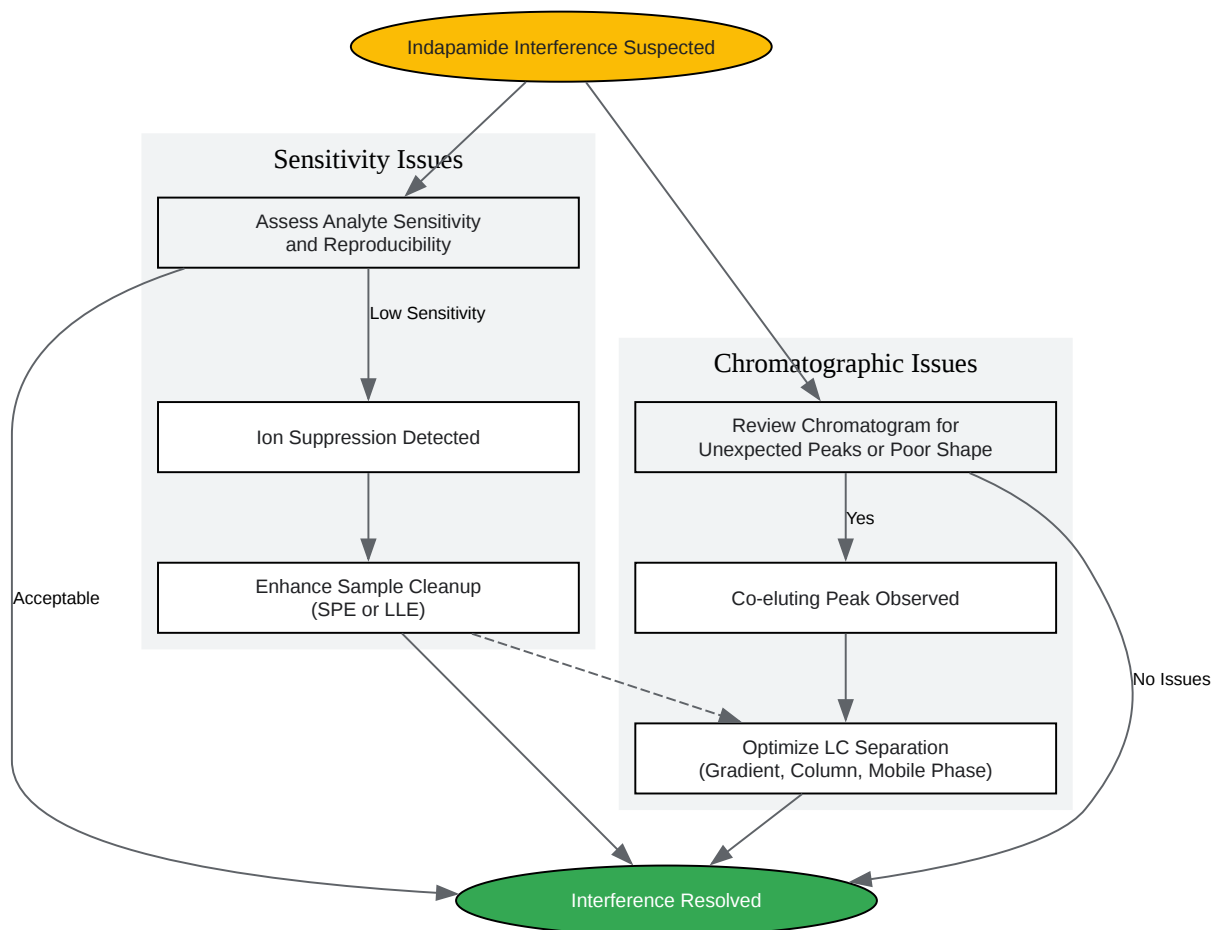 Indapamide Interference Suspected
Sensitivity Issues
Assess Analyte Sensitivity
and Reproducibility
Low Sensitivity
Ion Suppression Detected
Enhance Sample Cleanup
(SPE or LLE)
Acceptable
Chromatographic Issues
Review Chromatogram for
Unexpected Peaks or Poor Shape
Yes
Co-eluting Peak Observed
No Issues
Optimize LC Separation
(Gradient, Column, Mobile Phase)
Interference Resolved